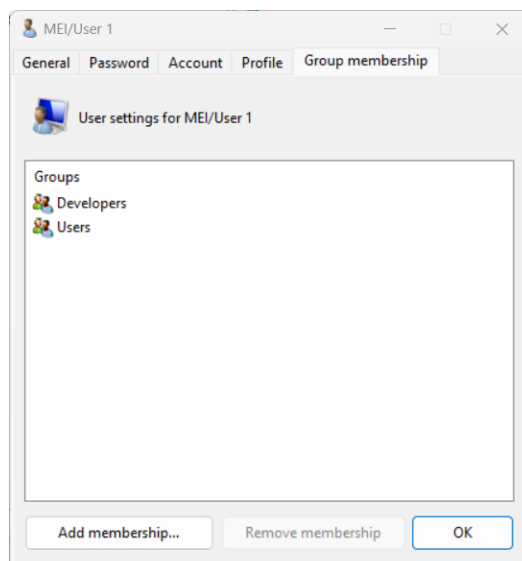 MEI/User 1
General Password Account Profile Group membership
User settings for MEI/User 1
Groups
Developers
Users
Add membership... Remove membership OK